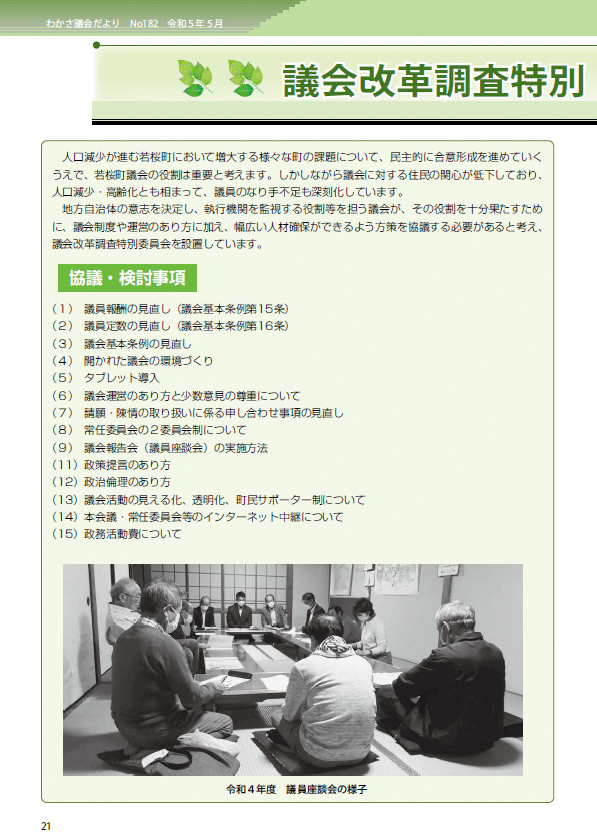 わかさ議会だより　No182　令和5年5月
議会改革調査特別
　人口減少が進む若桜町において増大する様々な町の課題について、民主的に合意形成を進めていく
うえで、若桜町議会の役割は重要と考えます。しかしながら議会に対する住民の関心が低下しており、
人口減少・高齢化とも相まって、議員のなり手不足も深刻化しています。
　地方自治体の意志を決定し、執行機関を監視する役割等を担う議会が、その役割を十分果たすため
に、議会制度や運営のあり方に加え、幅広い人材確保ができるよう方策を協議する必要があると考え、
議会改革調査特別委員会を設置しています。
協議・検討事項
（1）　議員報酬の見直し（議会基本条例第15条）
（2）　議員定数の見直し（議会基本条例第16条）
（3）　議会基本条例の見直し
（4）　開かれた議会の環境づくり
（5）　タブレット導入
（6）　議会運営のあり方と少数意見の尊重について
（7）　請願・陳情の取り扱いに係る申し合わせ事項の見直し
（8）　常任委員会の2委員会制について
（9）　議会報告会（議員座談会）の実施方法
（11）政策提言のあり方
（12）政治倫理のあり方
（13）議会活動の見える化、透明化、町民サポーター制について
（14）本会議・常任委員会等のインターネット中継について
（15）政務活動費について
令和4年度　議員座談会の様子
21